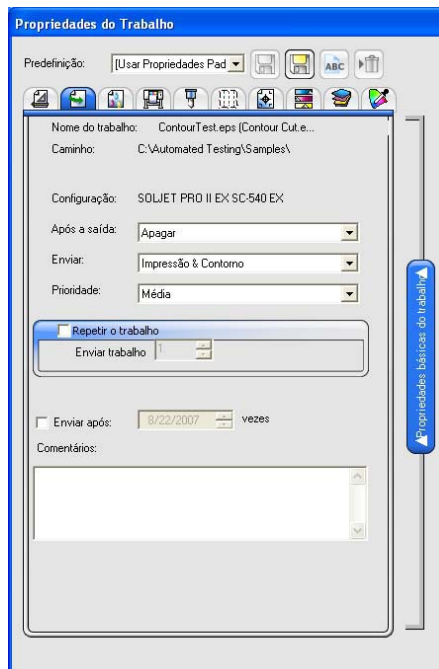 Propriedades do Trabalho
Predefinição: [Usar Propriedades Pad
ABC
Nome do trabalho: ContourTest.eps (Contour Cut.e...
Caminho: C:\Automated Testing\Samples\
Configuração: SOLJET PRO II EX SC-540 EX
Após a saída: Apagar
Enviar: Impressão & Contorno
Prioridade: Média
Repetir o trabalho
Enviar trabalho 1
Enviar após: 8/22/2007 vezes
Comentários:
Propriedades básicas do trabalho